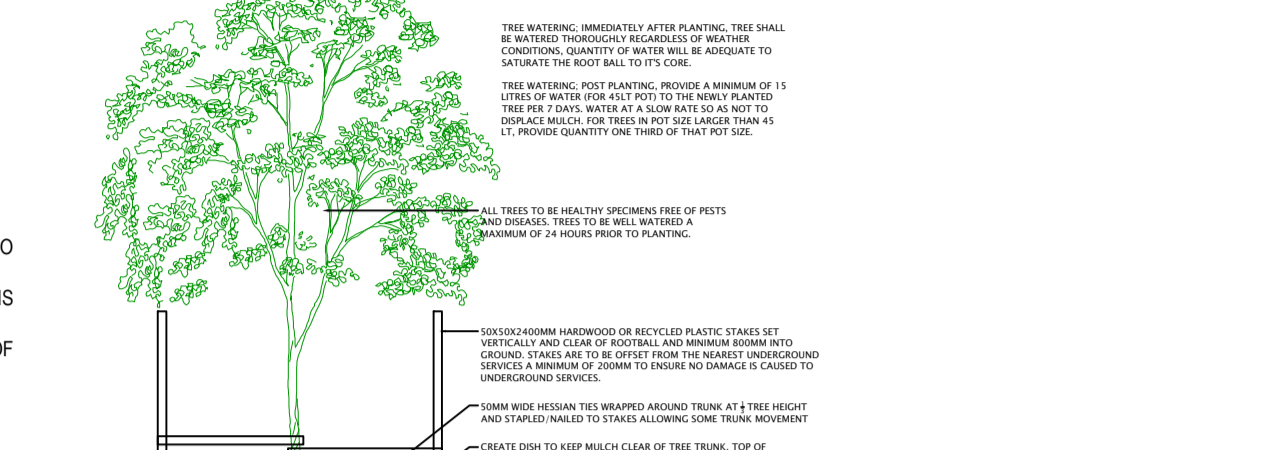 TREE WATERING; IMMEDIATELY AFTER PLANTING, TREE SHALL
BE WATERED THOROUGHLY REGARDLESS OF WEATHER
CONDITIONS, QUANTITY OF WATER WILL BE ADEQUATE TO
SATURATE THE ROOT BALL TO IT'S CORE.
TREE WATERING; POST PLANTING, PROVIDE A MINIMUM OF 15
LITRES OF WATER (FOR 45LT POT) TO THE NEWLY PLANTED
TREE PER 7 DAYS. WATER AT A SLOW RATE SO AS NOT TO
DISPLACE MULCH. FOR TREES IN POT SIZE LARGER THAN 45
LT, PROVIDE QUANTITY ONE THIRD OF THAT POT SIZE.
ALL TREES TO BE HEALTHY SPECIMENS FREE OF PESTS
AND DISEASES. TREES TO BE WELL WATERED A
MAXIMUM OF 24 HOURS PRIOR TO PLANTING.
O
IS
OF
50X50X2400MM HARDWOOD OR RECYCLED PLASTIC STAKES SET
VERTICALLY AND CLEAR OF ROOTBALL AND MINIMUM 800MM INTO
GROUND. STAKES ARE TO BE OFFSET FROM THE NEAREST UNDERGROUND
SERVICES A MINIMUM OF 200MM TO ENSURE NO DAMAGE IS CAUSED TO
UNDERGROUND SERVICES.
50MM WIDE HESSIAN TIES WRAPPED AROUND TRUNK AT TREE HEIGHT
AND STAPLED/NAILED TO STAKES ALLOWING SOME TRUNK MOVEMENT
CREATE DISH TO KEEP MULCH CLEAR OF TREE TRUNK. TOP OF